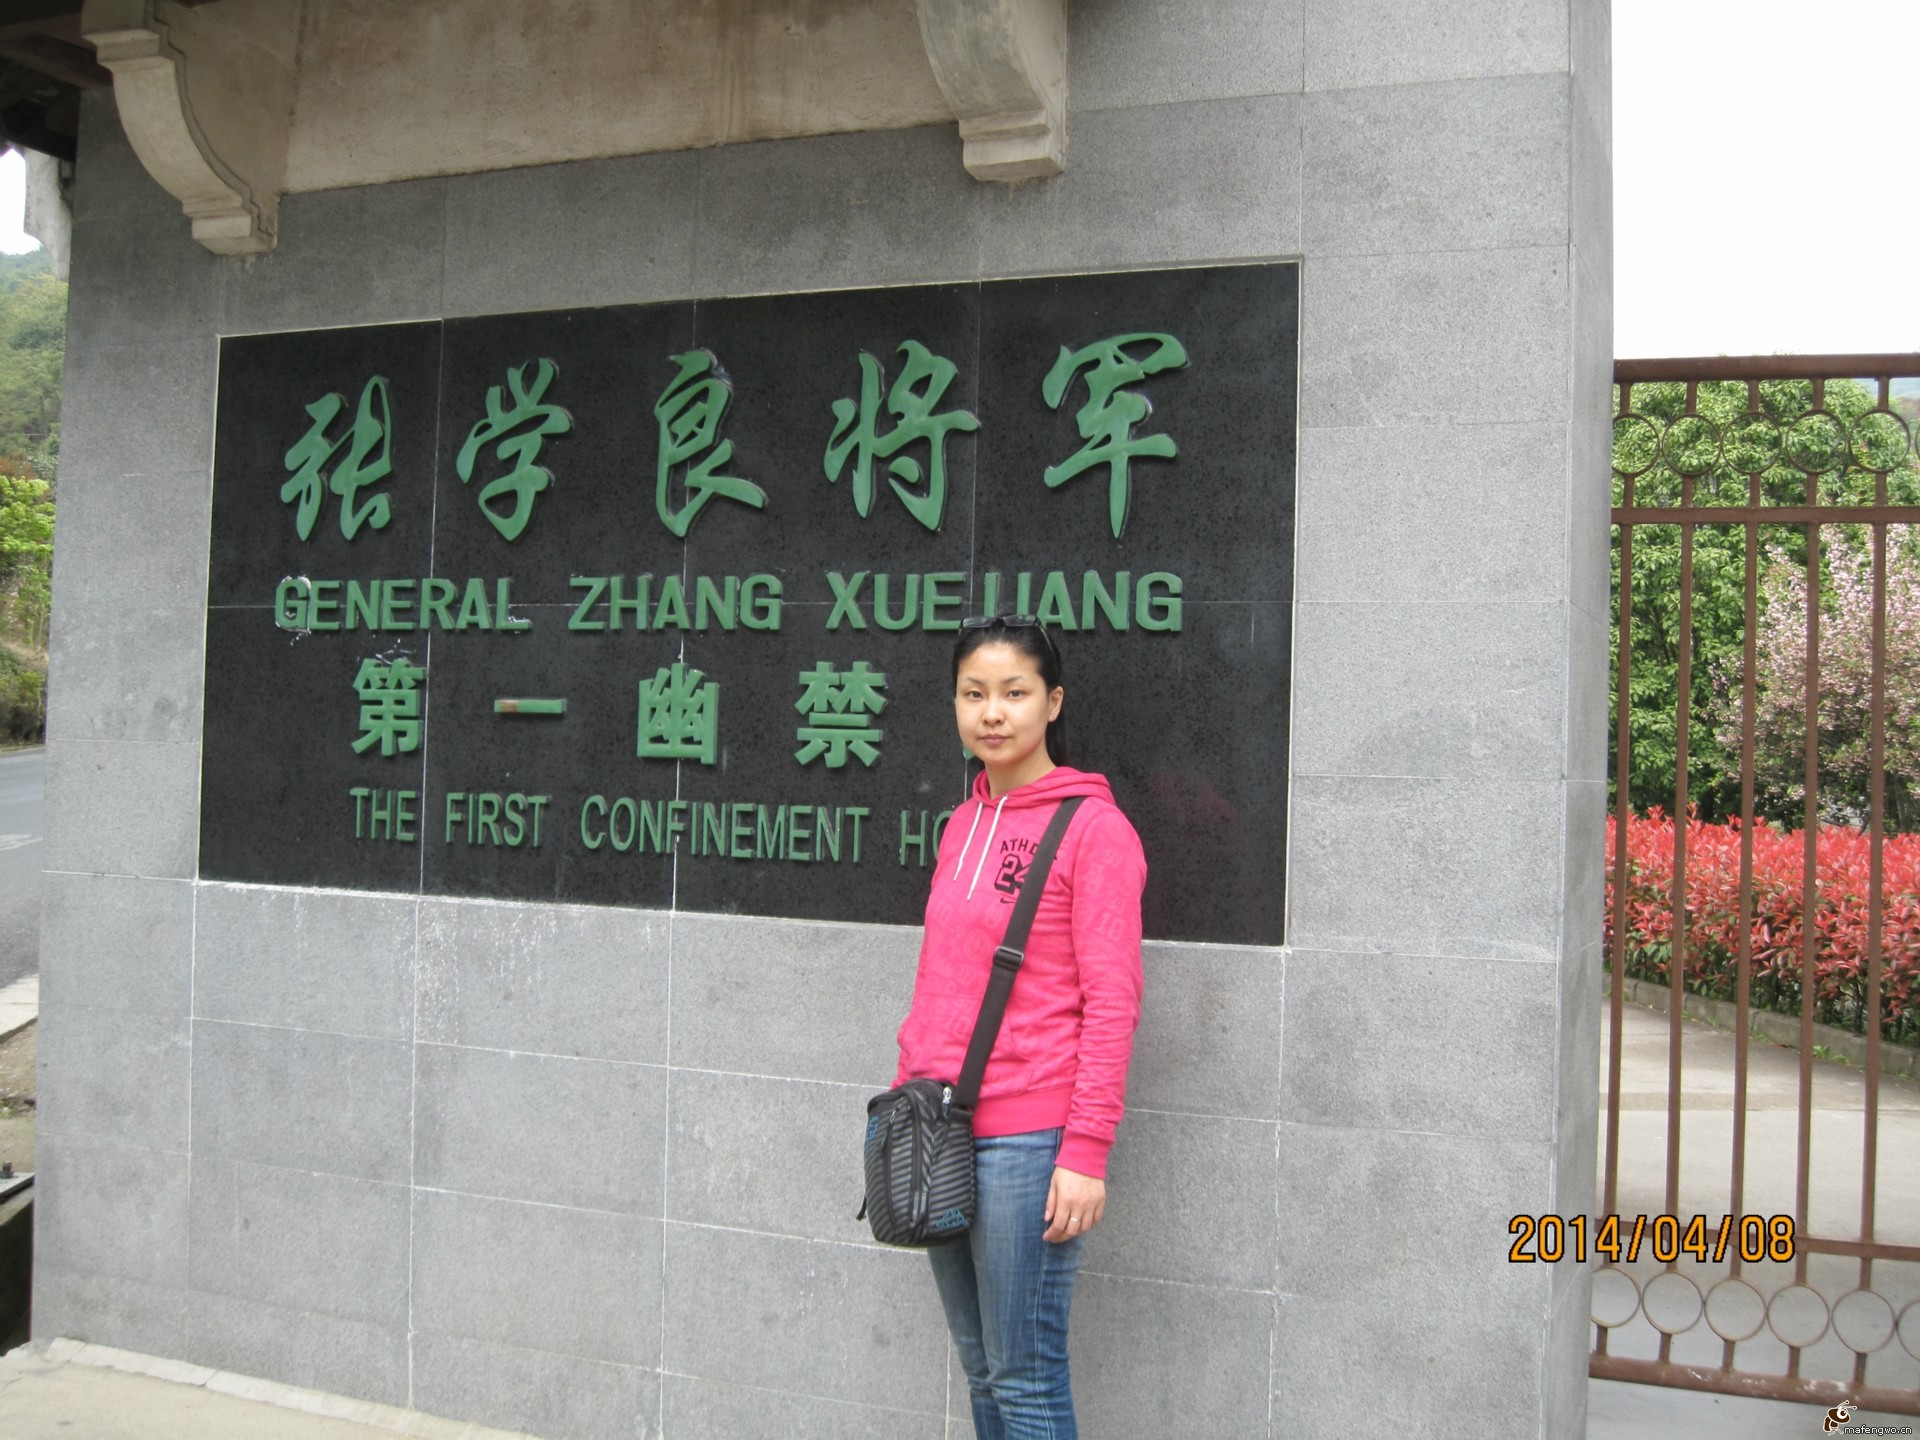 张学良将军
GENERAL ZHANG XUELIANG
第一幽禁
THE FIRST CONFINEMENT
2014/04/08
mafengwo.cn